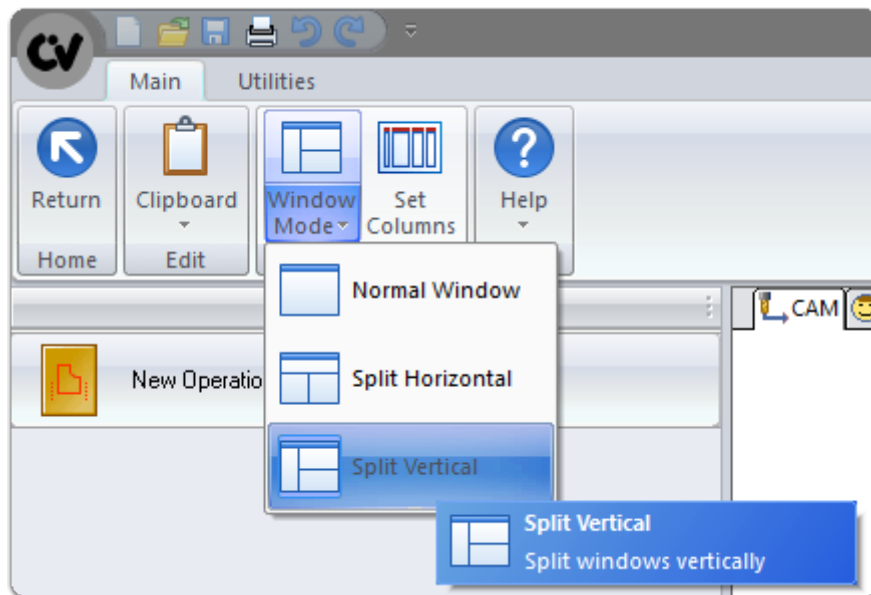 CV
Main Utilities
Return
Clipboard
Window
Mode
Set
Columns
Help
Home
Edit
Normal Window
Split Horizontal
Split Vertical
New Operatio
CAM
Split Vertical
Split windows vertically